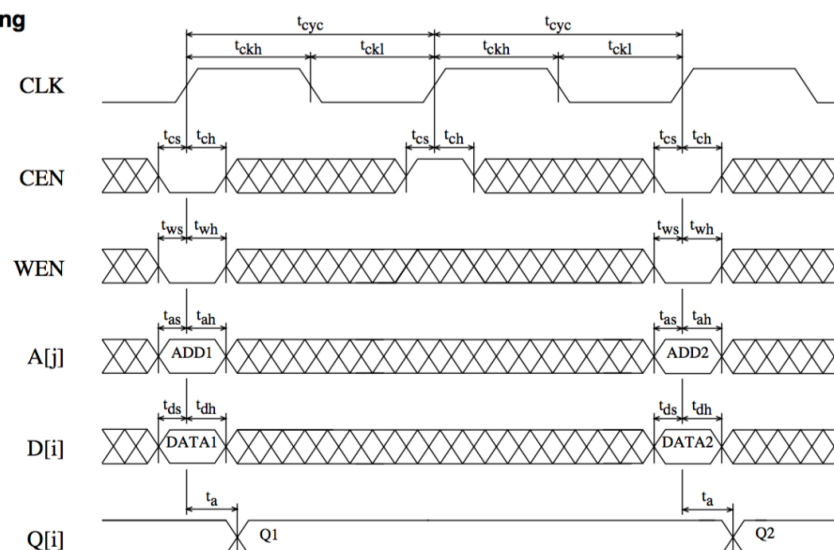 ng
tcyc tcyc
tckh tckl tckh tckl
CLK
tcs tch tcs tch tcs tch
CEN
tws twh tws twh
WEN
tas tah tas tah
A[j] ADD1 ADD2
tds tdh tds tdh
D[i] DATA1 DATA2
ta ta
Q[i] Q1 Q2